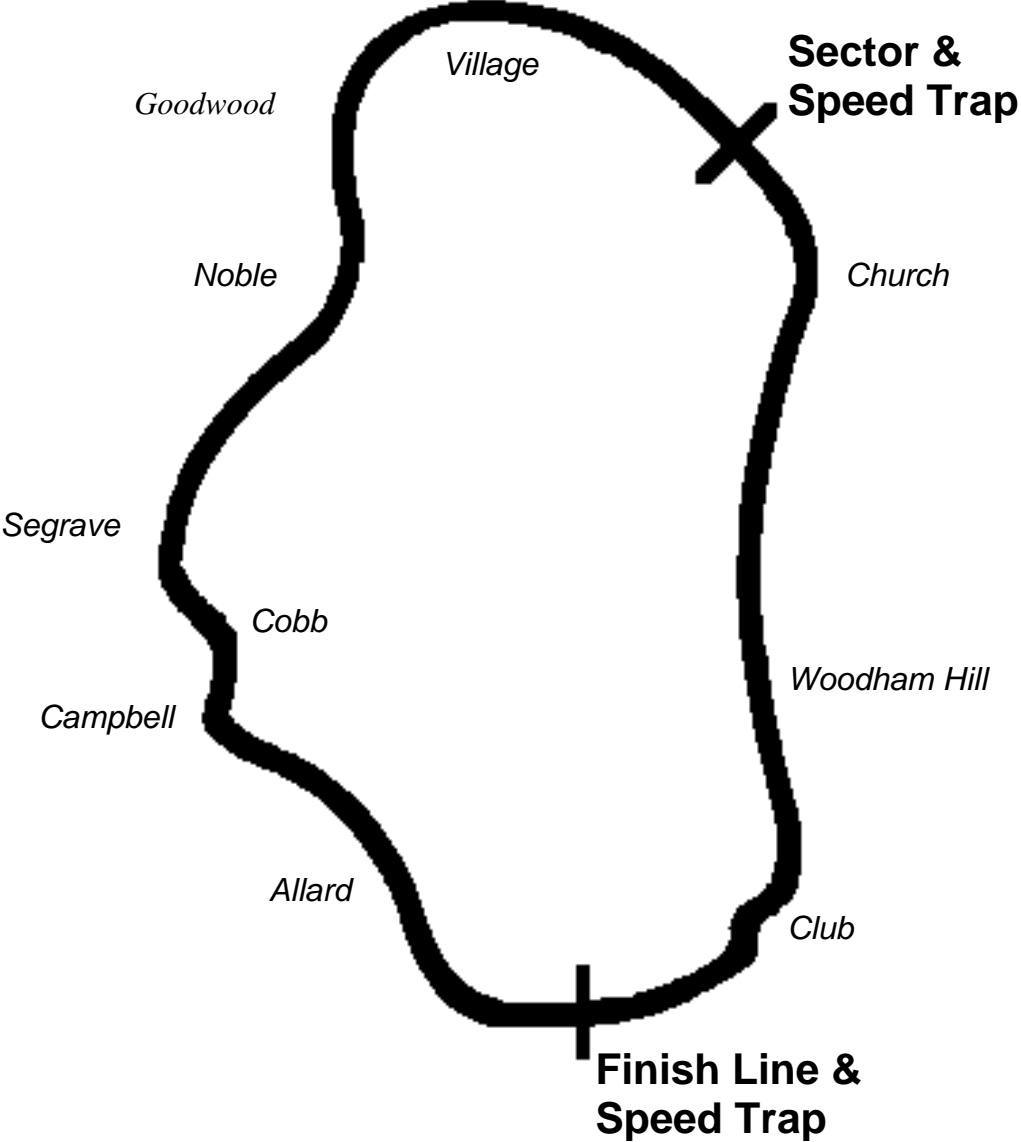 Sector &
Speed Trap
Village
Goodwood
Noble
Church
Segrave
Cobb
Woodham Hill
Campbell
Allard
Club
Finish Line &
Speed Trap